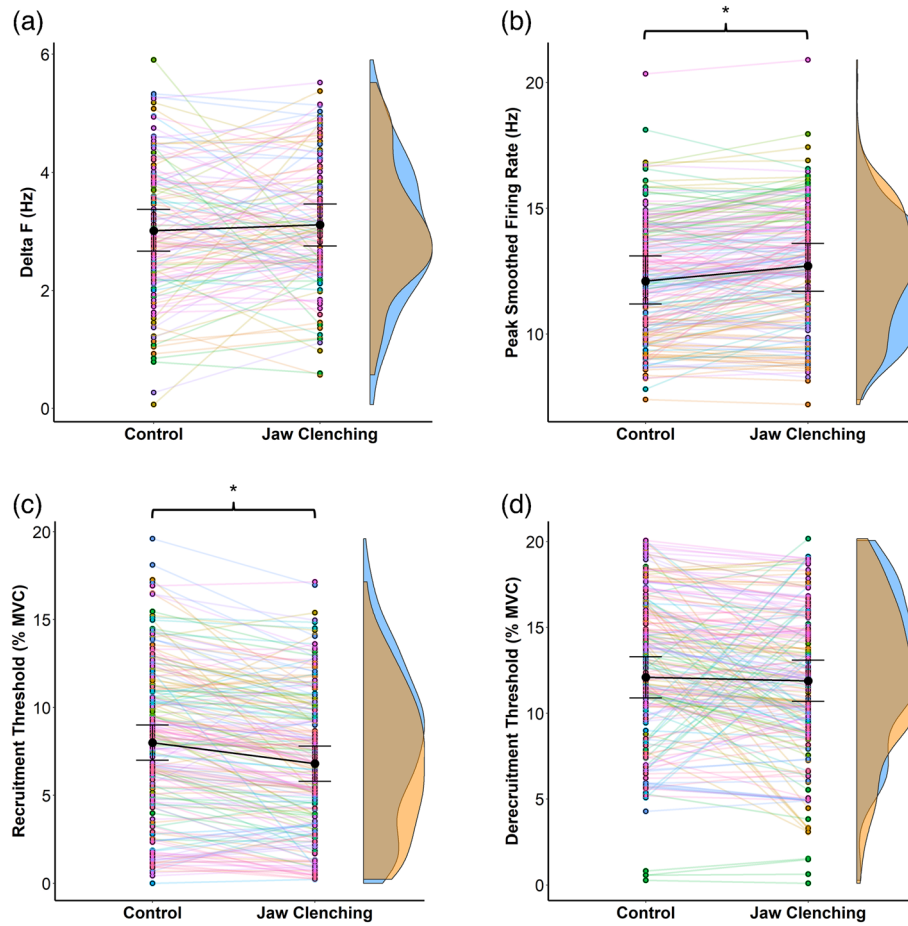 (a)
Delta F (Hz)
6
4
2
0
Control
Jaw Clenching
(b)
*
Peak Smoothed Firing Rate (Hz)
20
15
10
Control
Jaw Clenching
(c)
*
Recruitment Threshold (% MVC)
20
15
10
5
0
Control
Jaw Clenching
(d)
Derecruitment Threshold (% MVC)
20
15
10
5
0
Control
Jaw Clenching